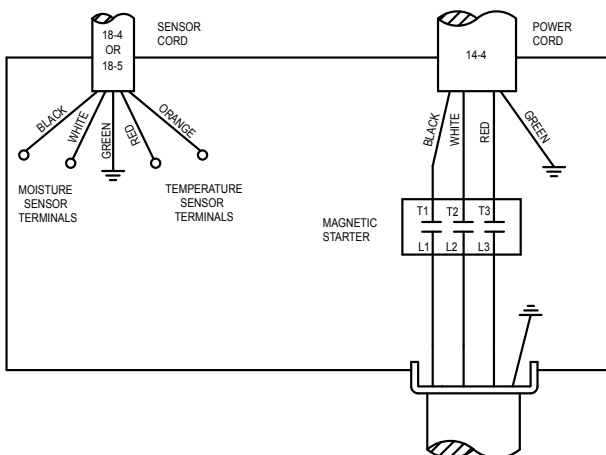 18-4
OR
18-5
SENSOR
CORD
14-4
POWER
CORD
BLACK
WHITE
GREEN
RED
ORANGE
BLACK
WHITE
RED
GREEN
MOISTURE
SENSOR
TERMINALS
TEMPERATURE
SENSOR
TERMINALS
MAGNETIC
STARTER
T1 T2 T3
L1 L2 L3